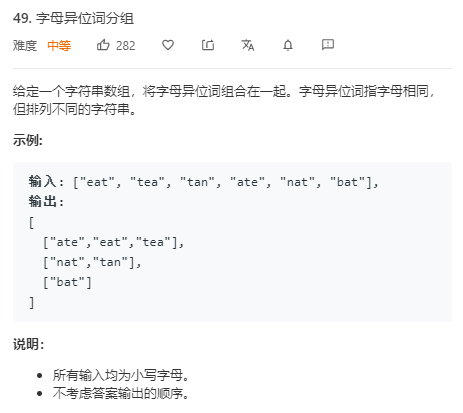 49. 字母异位词分组
难度 中等 282
给定一个字符串数组，将字母异位词组合在一起。字母异位词指字母相同，
但排列不同的字符串。
示例:
输入: ["eat", "tea", "tan", "ate", "nat", "bat"],
输出:
[
  ["ate","eat","tea"],
  ["nat","tan"],
  ["bat"]
]
说明：
• 所有输入均为小写字母。
• 不考虑答案输出的顺序。